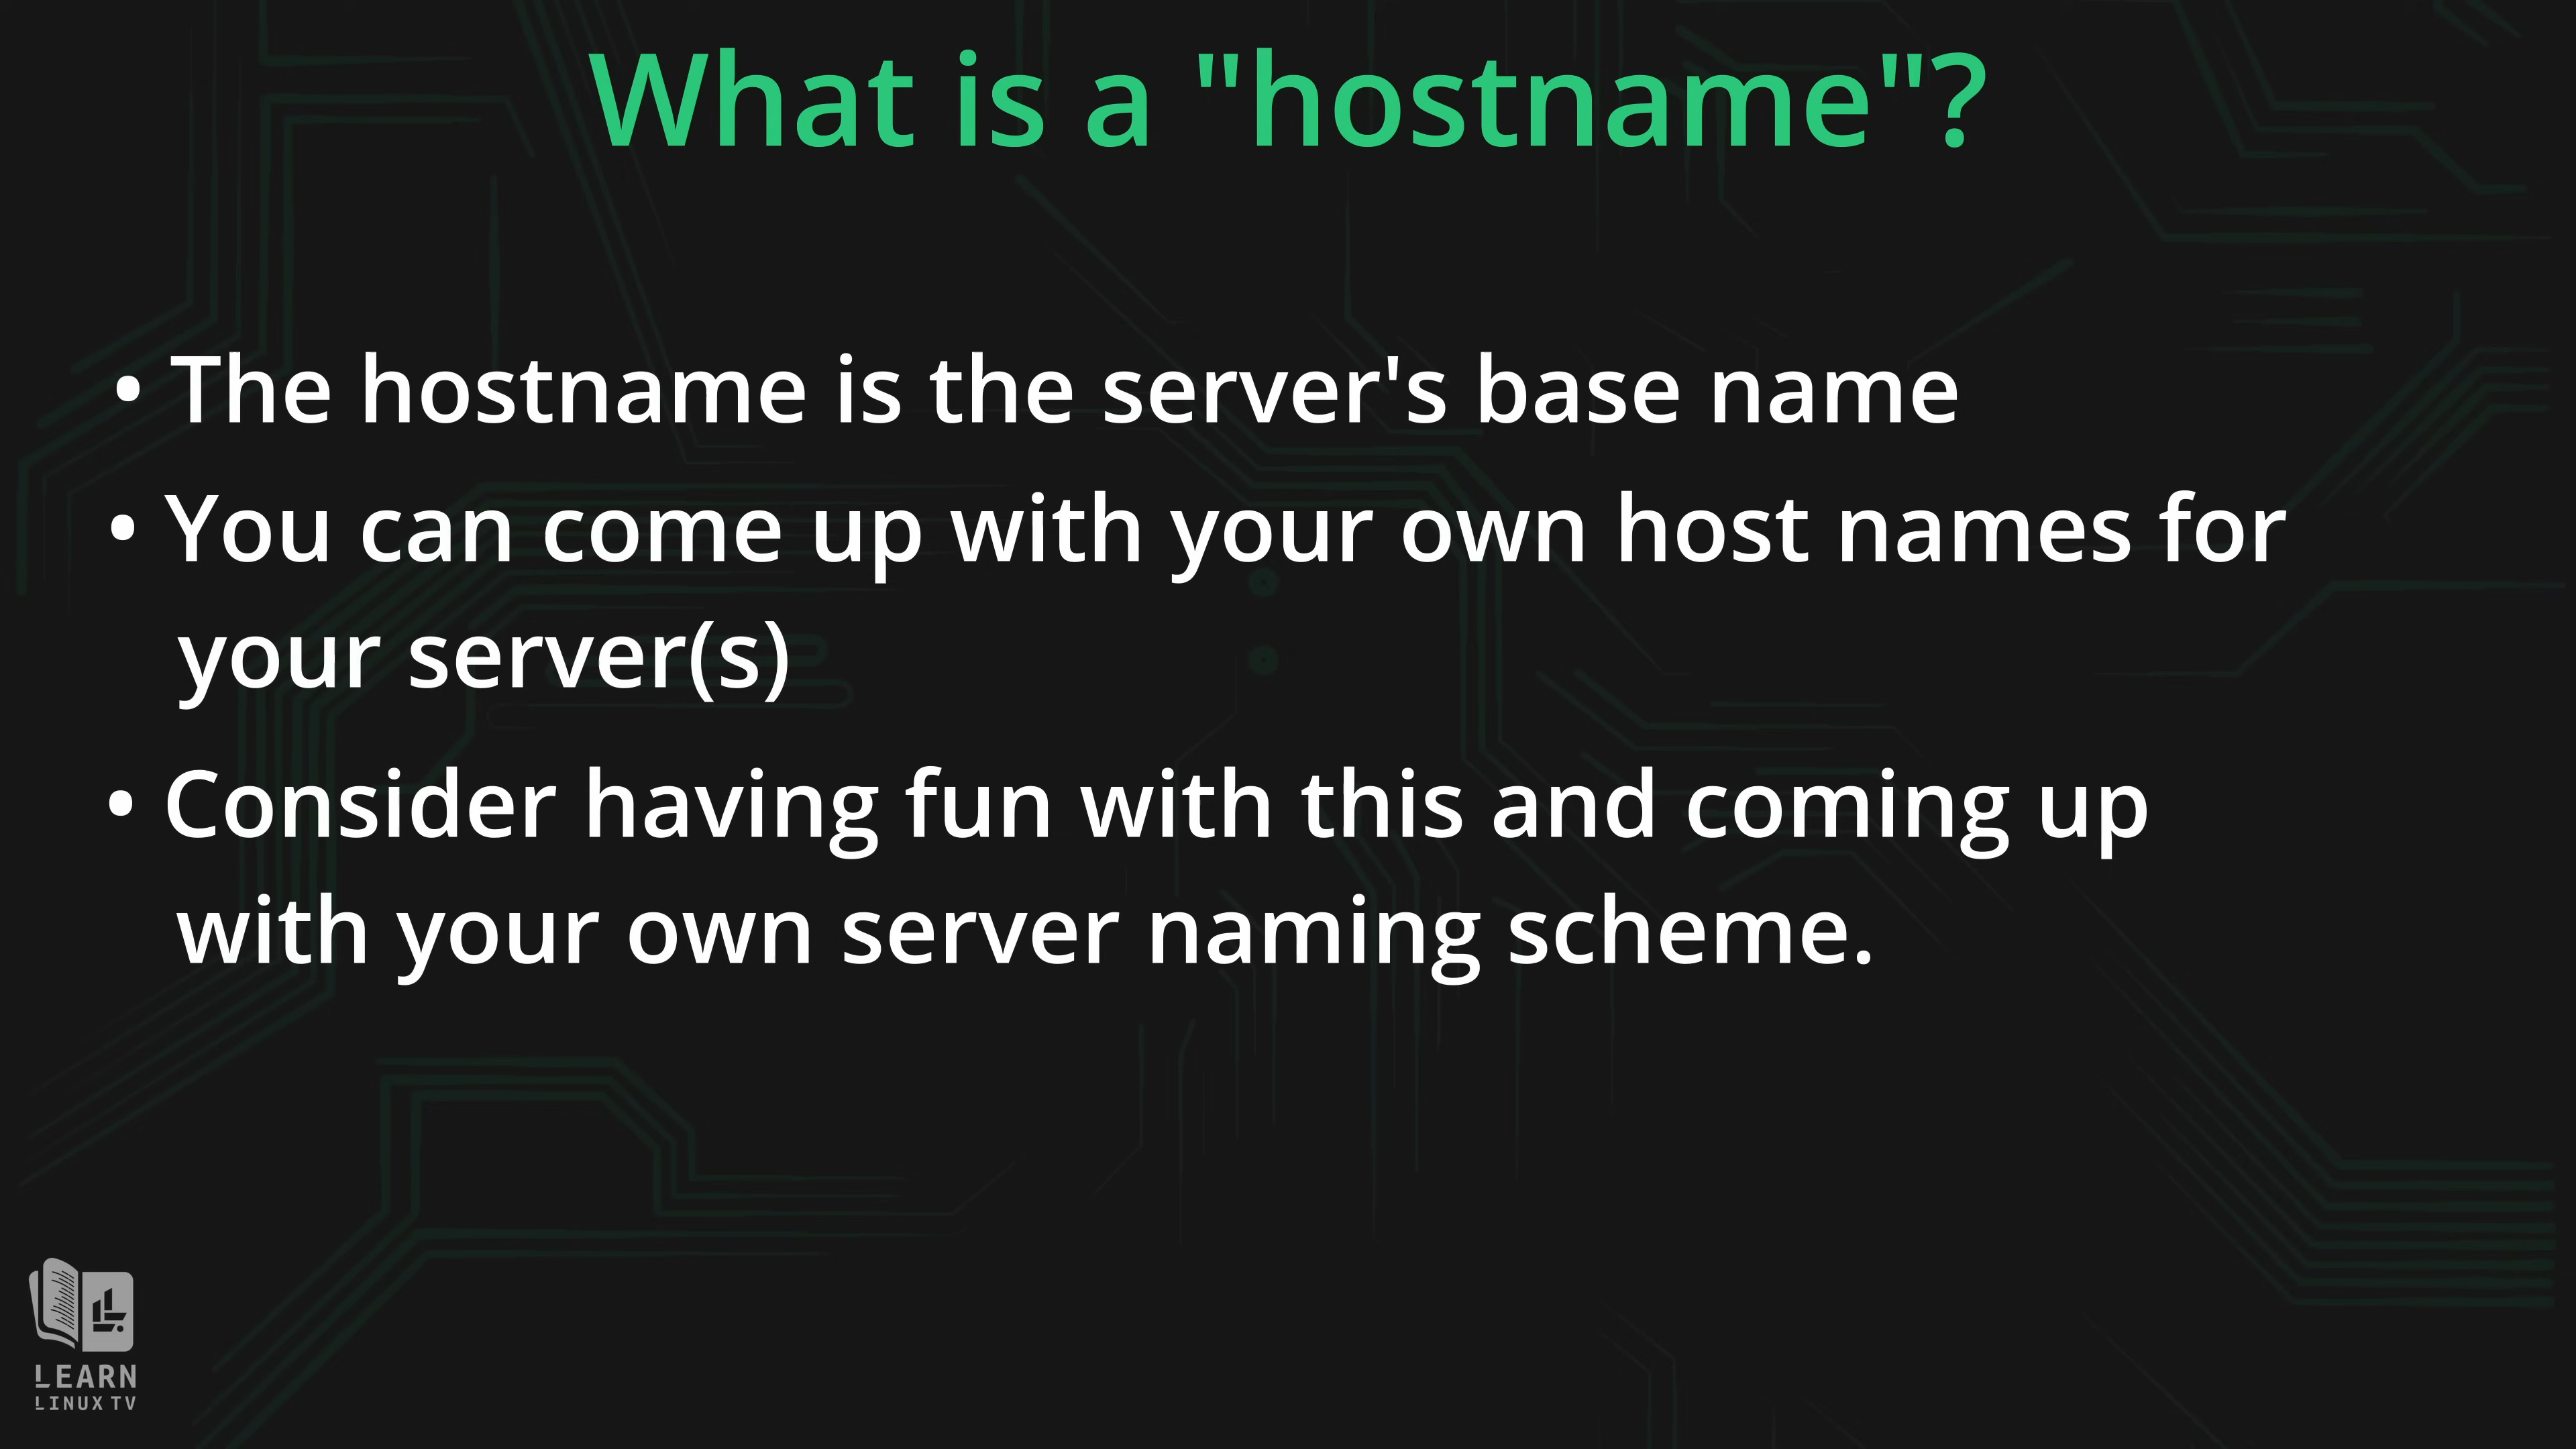 What is a "hostname"?
• The hostname is the server's base name
• You can come up with your own host names for
your server(s)
• Consider having fun with this and coming up
with your own server naming scheme.
LEARN
LINUX TV